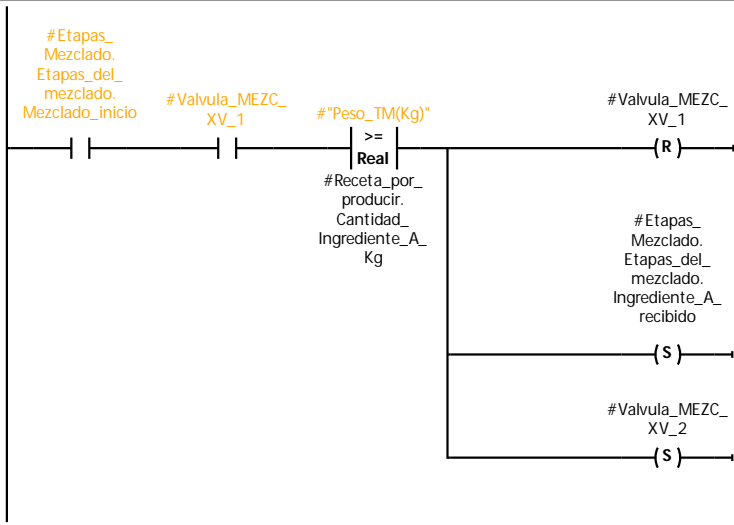 #Etapas_
Mezclado.
Etapas_del_
mezclado.
Mezclado_inicio
#Valvula_MEZC_
XV_1
#"Peso_TM(Kg)"
>=
Real
#Receta_por_
producir.
Cantidad_
Ingrediente_A_
Kg
#Valvula_MEZC_
XV_1
R
#Etapas_
Mezclado.
Etapas_del_
mezclado.
Ingrediente_A_
recibido
S
#Valvula_MEZC_
XV_2
S